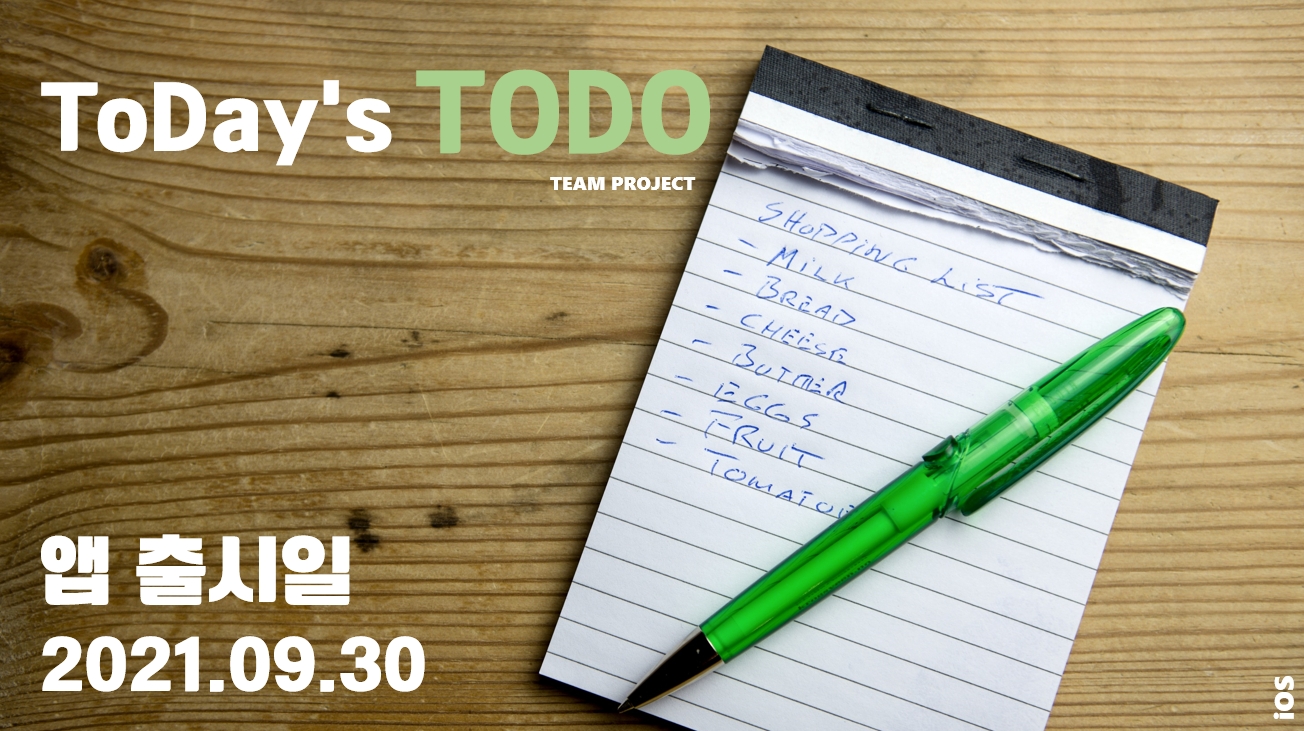 ToDay's TODO
TEAM PROJECT
SHOPPING LIST
- MILK
- BREAD
- CHEESE
- BUTTER
- EGGS
- FRUIT
- TOMATOE
앱 출시일
2021.09.30
iOS